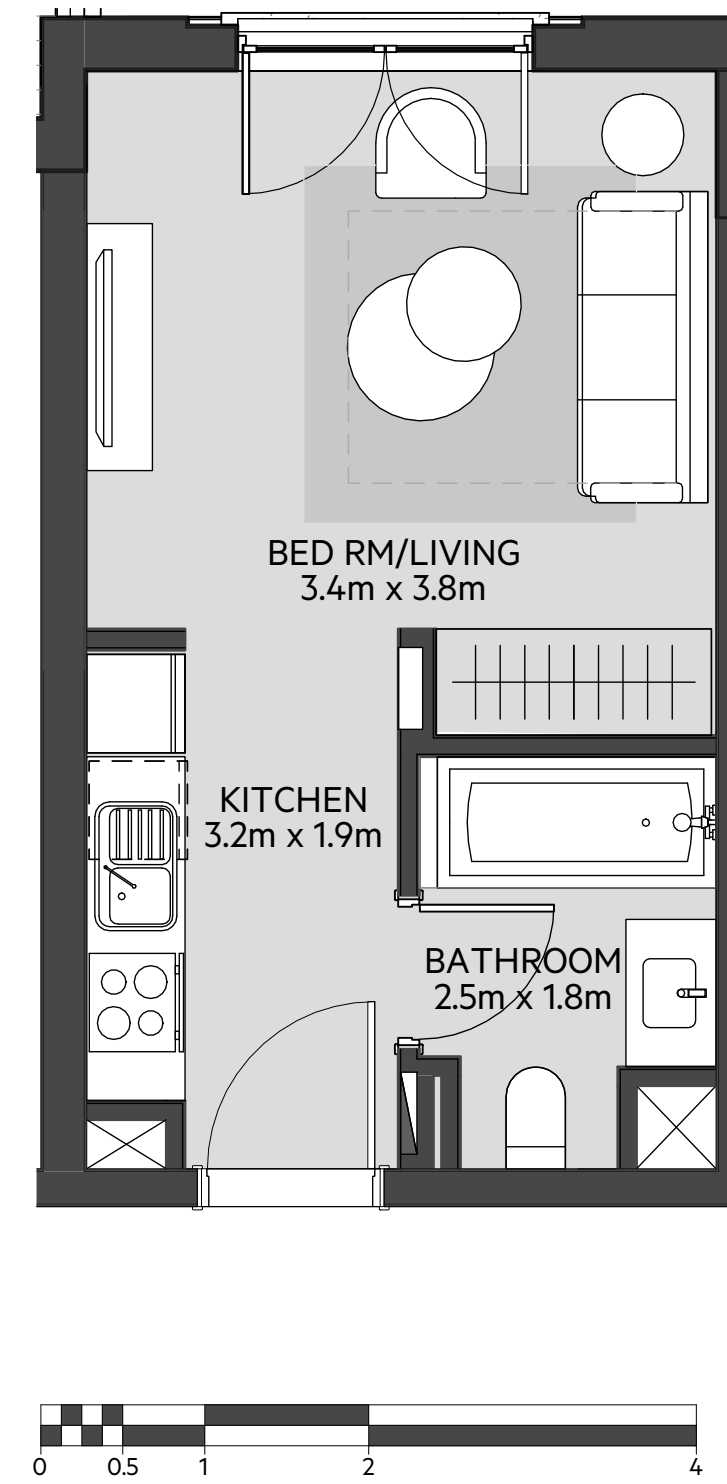 BED RM/LIVING
3.4m x 3.8m
KITCHEN
3.2m x 1.9m
BATHROOM
2.5m x 1.8m
0 0.5 1 2 4